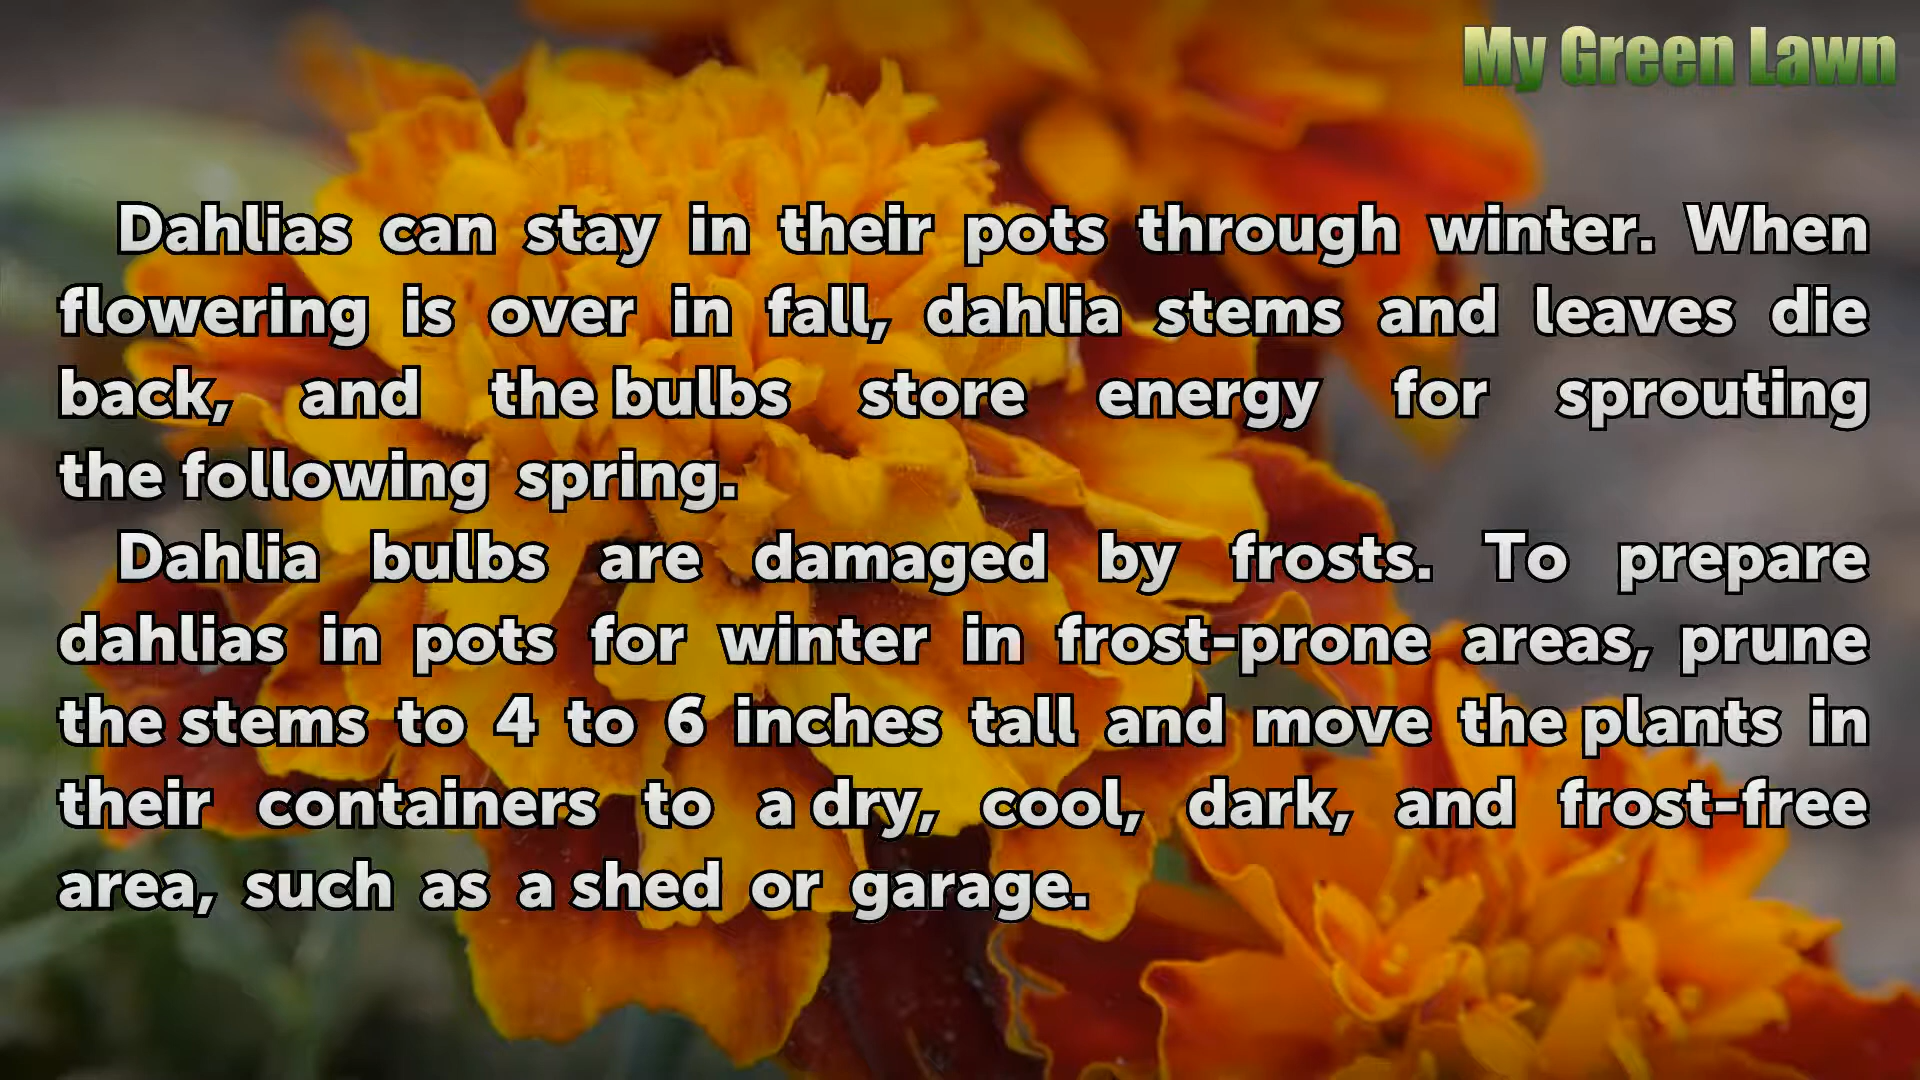 My Green Lawn
Dahlias can stay in their pots through winter. When
flowering is over in fall, dahlia stems and leaves die
back, and the bulbs store energy for sprouting
the following spring.
Dahlia bulbs are damaged by frosts. To prepare
dahlias in pots for winter in frost-prone areas, prune
the stems to 4 to 6 inches tall and move the plants in
their containers to a dry, cool, dark, and frost-free
area, such as a shed or garage.